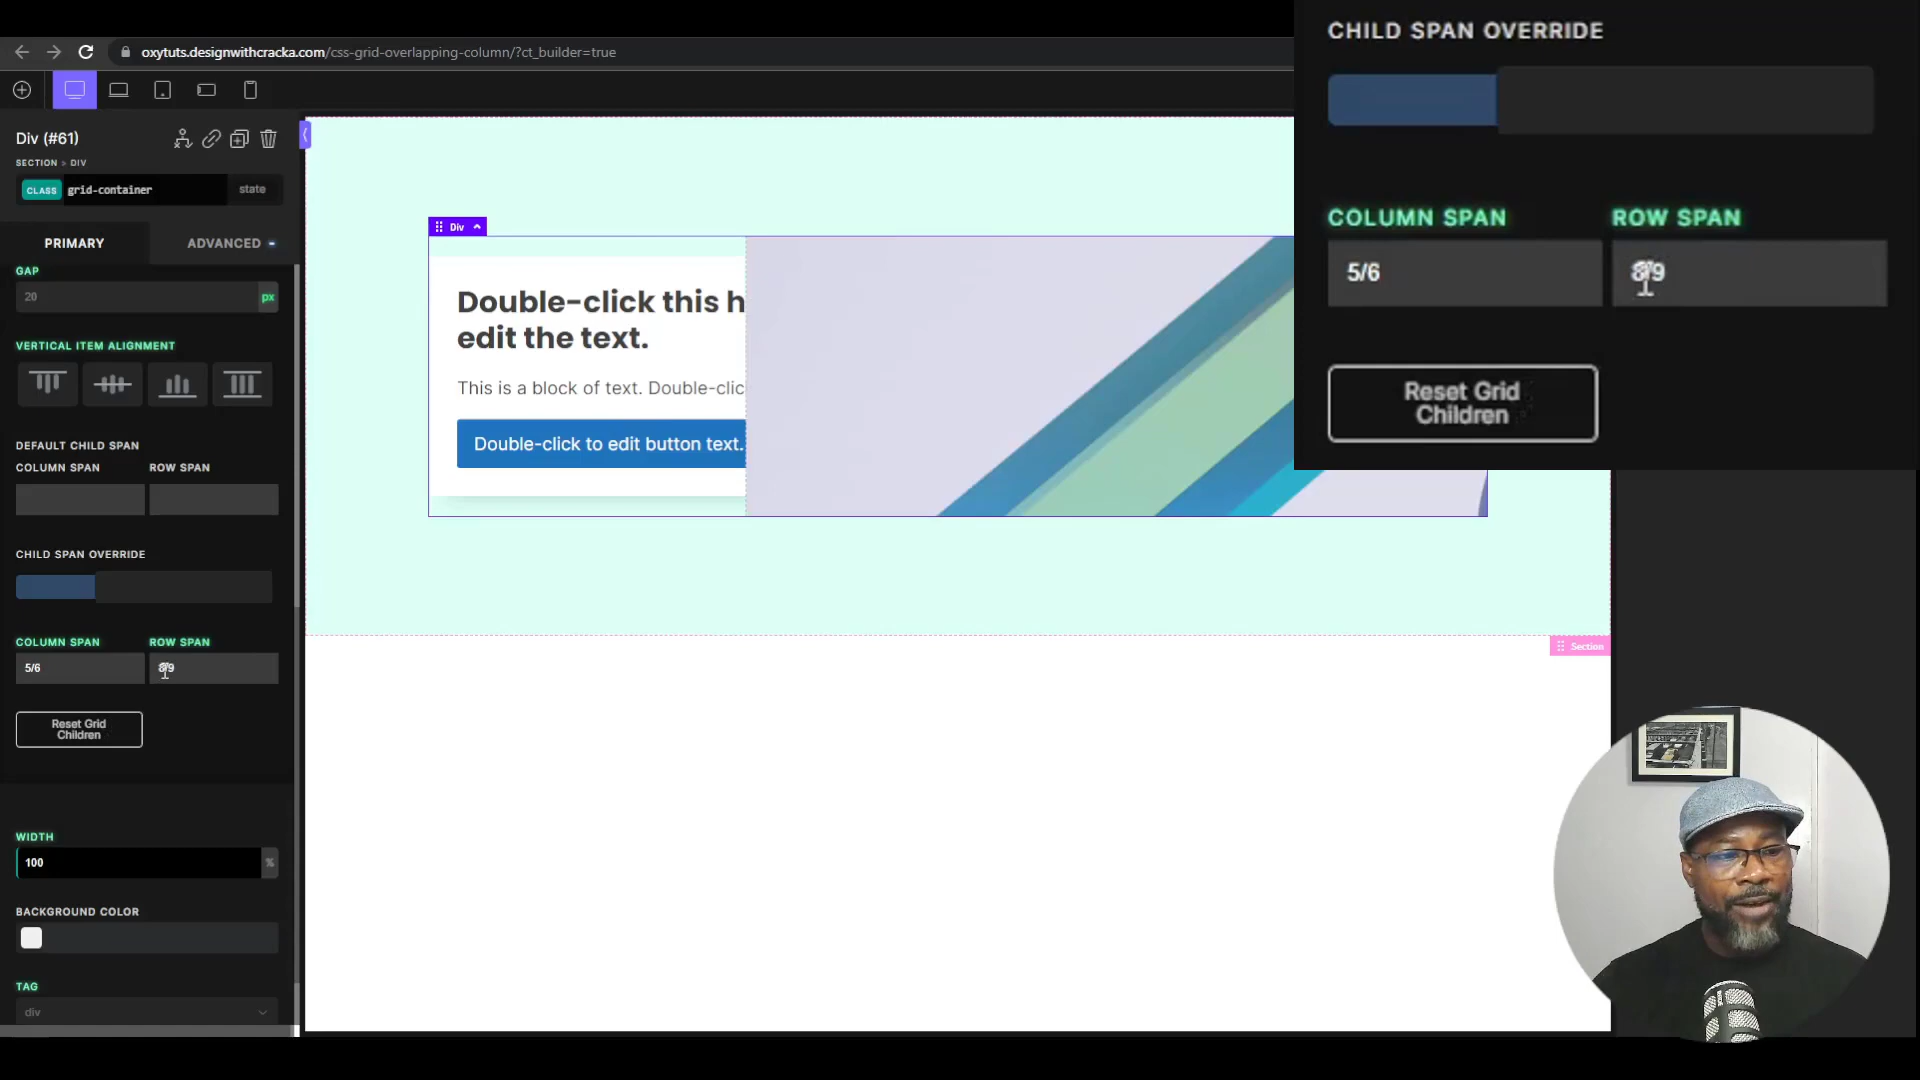 oxytuts.designwithcracka.com/css-grid-overlapping-column/?ct_builder=true
Div (#61)
SECTION > DIV
CLASS grid-container state
PRIMARY ADVANCED
GAP
20 px
VERTICAL ITEM ALIGNMENT
DEFAULT CHILD SPAN
COLUMN SPAN ROW SPAN
CHILD SPAN OVERRIDE
COLUMN SPAN ROW SPAN
5/6
Reset Grid
Children
WIDTH
100 %
BACKGROUND COLOR
TAG
div
Div
Double-click this h
edit the text.
This is a block of text. Double-clic
Double-click to edit button text.
Section
CHILD SPAN OVERRIDE
COLUMN SPAN ROW SPAN
5/6
Reset Grid
Children